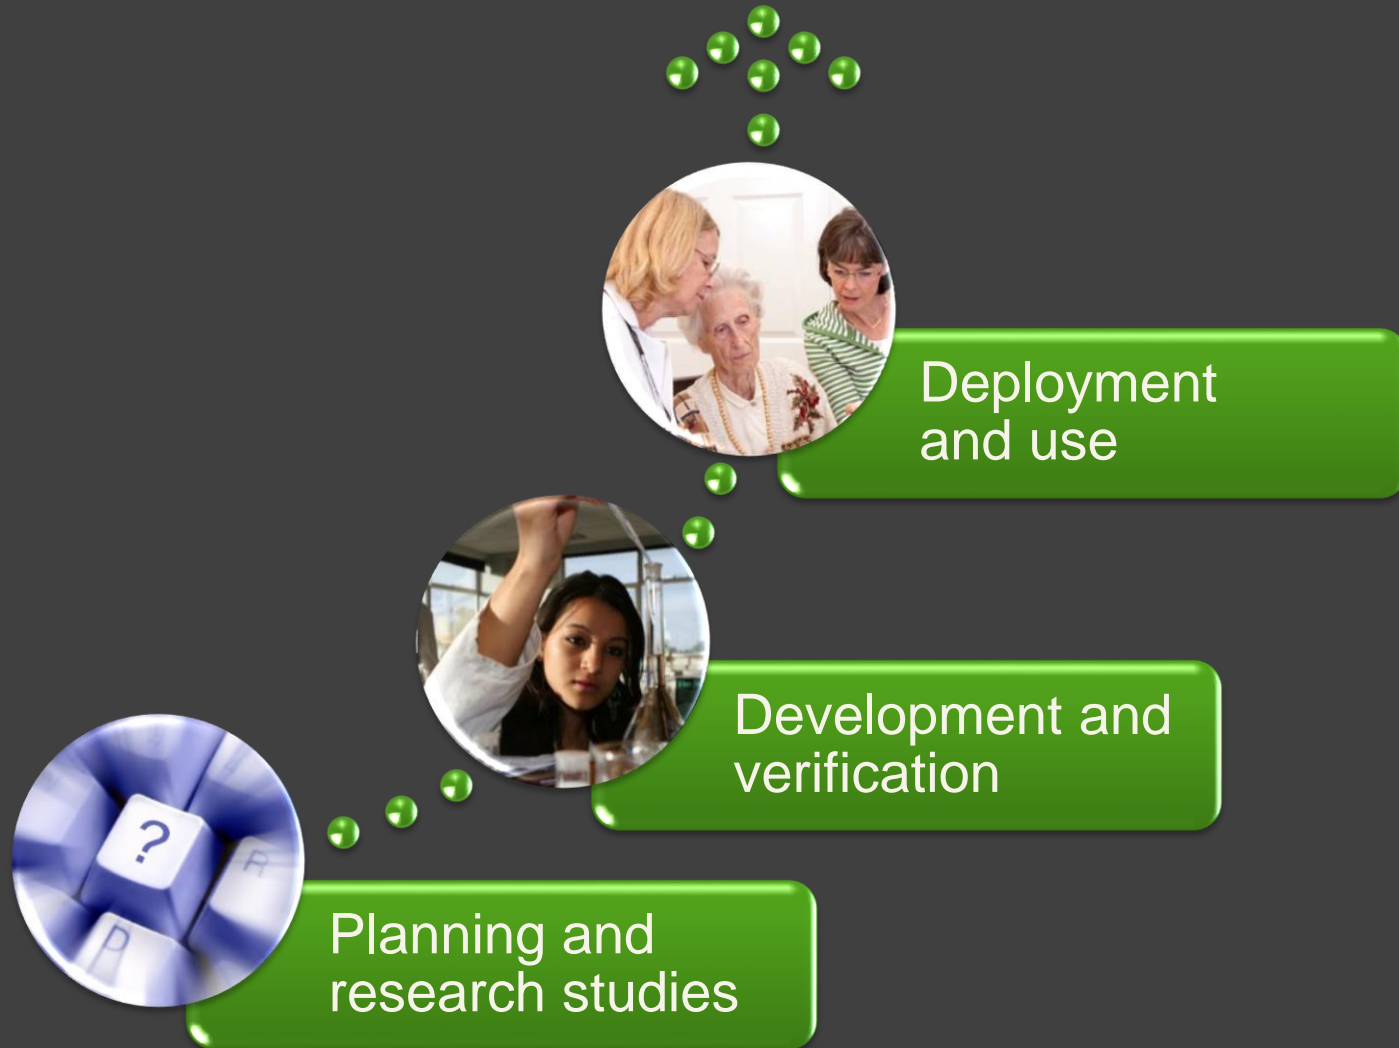 Deployment
and use
Development and
verification
?
R
D
Planning and
research studies